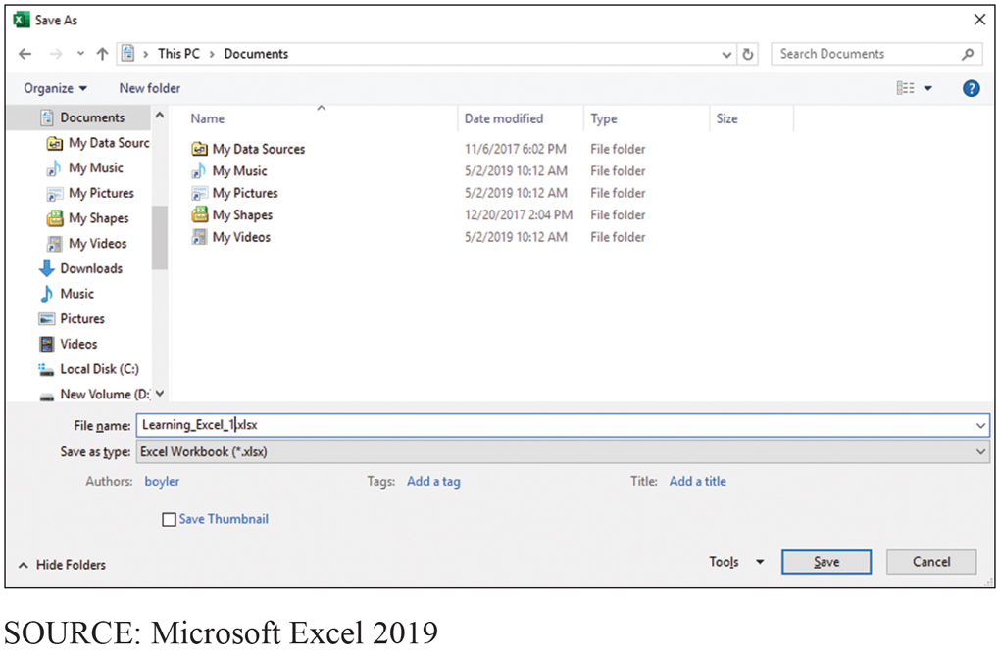 Save As
This PC › Documents
Search Documents
Organize
New folder
?
Documents
My Data Sourc
My Music
My Pictures
My Shapes
My Videos
Downloads
Music
Pictures
Videos
Local Disk (C:)
New Volume (D:
Name Date modified Type Size
My Data Sources 11/6/2017 6:02 PM File folder
My Music 5/2/2019 10:12 AM File folder
My Pictures 5/2/2019 10:12 AM File folder
My Shapes 12/20/2017 2:04 PM File folder
My Videos 5/2/2019 10:12 AM File folder
File name: Learning_Excel_1.xlsx
Save as type: Excel Workbook (*.xlsx)
Authors: boyler Tags: Add a tag Title: Add a title
Save Thumbnail
Hide Folders Tools Save Cancel
SOURCE: Microsoft Excel 2019